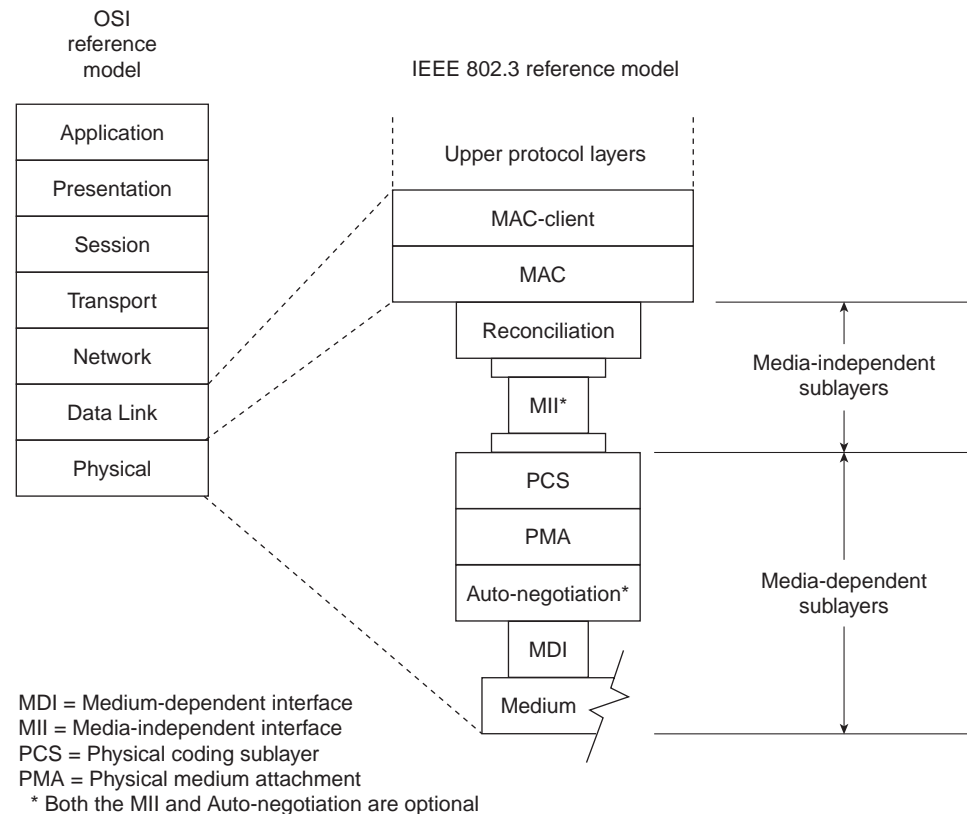 OSI
reference
model
IEEE 802.3 reference model
Application
Presentation
Session
Transport
Network
Data Link
Physical
Upper protocol layers
MAC-client
MAC
Reconciliation
MII*
PCS
PMA
Auto-negotiation*
MDI
Medium
Media-independent
sublayers
Media-dependent
sublayers
MDI = Medium-dependent interface
MII = Media-independent interface
PCS = Physical coding sublayer
PMA = Physical medium attachment
* Both the MII and Auto-negotiation are optional